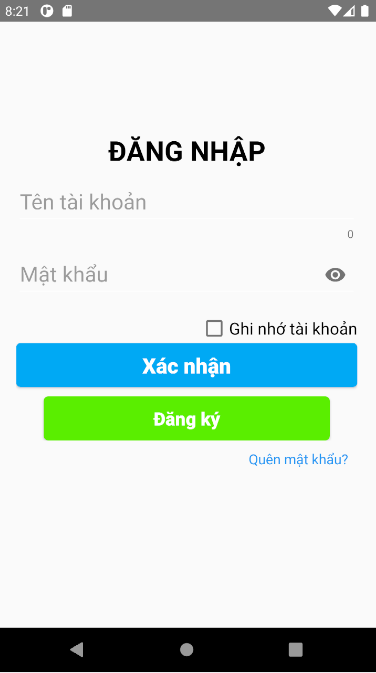 8:21
ĐĂNG NHẬP
Tên tài khoản
0
Mật khẩu
Ghi nhớ tài khoản
Xác nhận
Đăng ký
Quên mật khẩu?